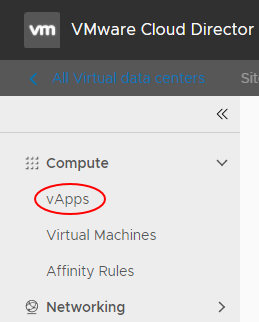 vm VMware Cloud Director
All Virtual data centers Sit
Compute
vApps
Virtual Machines
Affinity Rules
Networking